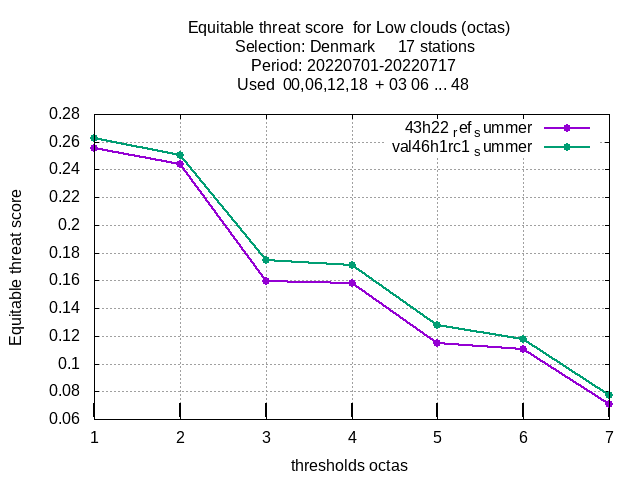 Equitable threat score  for Low clouds (octas)
Selection: Denmark     17 stations
Period: 20220701-20220717
Used  00,06,12,18  + 03 06 ... 48
43h22 ref summer
val46h1rc1 summer
Equitable threat score
0.28
0.26
0.24
0.22
0.2
0.18
0.16
0.14
0.12
0.1
0.08
0.06
1 2 3 4 5 6 7
thresholds octas